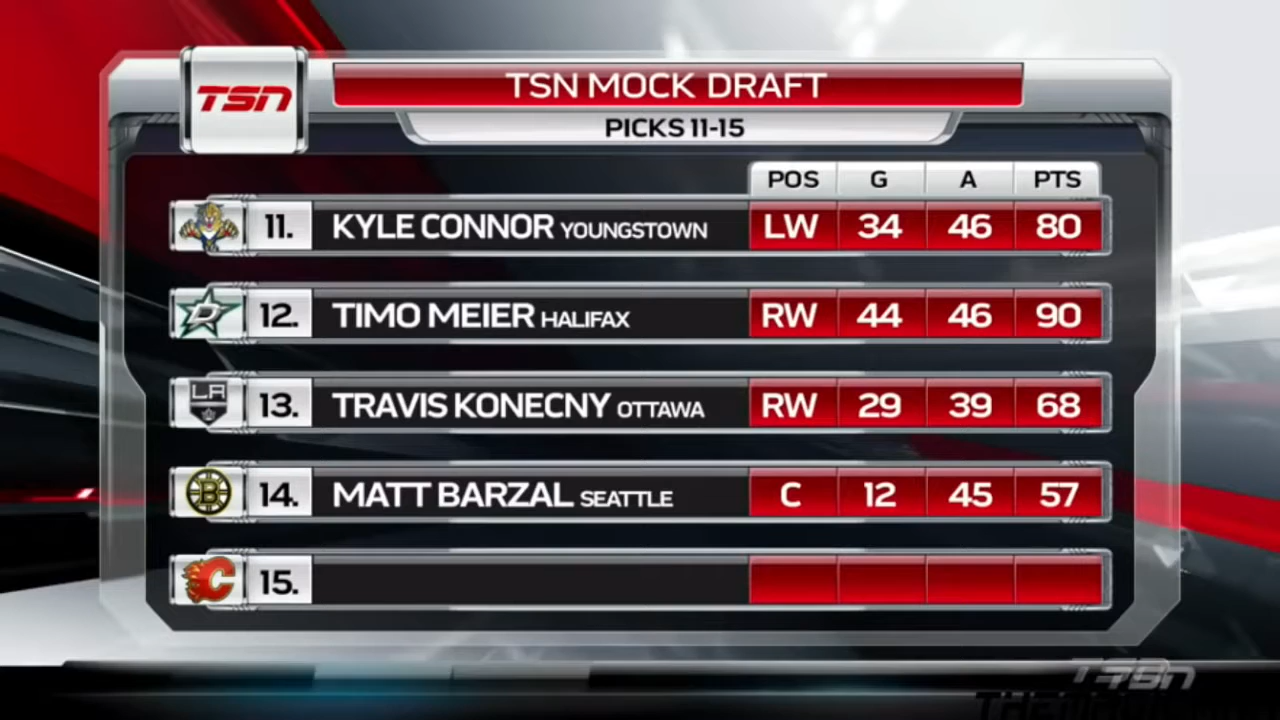 TSN
TSN MOCK DRAFT
PICKS 11-15
POS G A PTS
11. KYLE CONNOR YOUNGSTOWN LW 34 46 80
D 12. TIMO MEIER HALIFAX RW 44 46 90
LA 13. TRAVIS KONECNY OTTAWA RW 29 39 68
B 14. MATT BARZAL SEATTLE C 12 45 57
C 15.
TSN